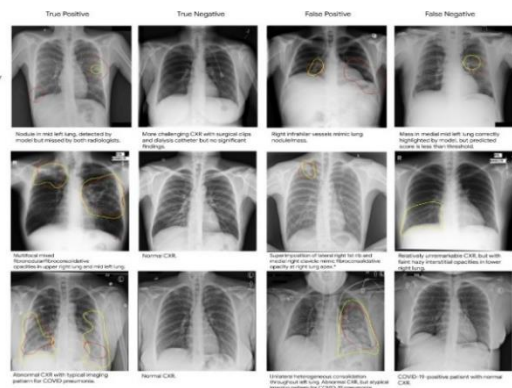 True Positive
True Negative
False Positive
False Negative
Nodule in mid left lung, detected by
model but missed by both radiologists.
More challenging CXR with surgical clips
and dialysis catheter but no significant
findings.
Right infrahilar vessels mimic lung
nodule/mass.
Mass in medial mid left lung correctly
highlighted by model, but predicted
score is less than threshold.
Multifocal mixed
opacities in upper right lung and mid left lung.
Normal CXR.
Superimposition of lateral right 1st rib and
medial right clavicle mimic fibroconsolidative
opacity at right lung apex
Relatively unremarkable CXR, but with
faint hazy interstitial opacities in lower
right lung.
Abnormal CXR with typical imaging
pattern for COVID pneumonia.
Normal CXR.
Unilateral heterogeneous consolidation
throughout left lung. Abnormal CXR, but atypical
COVID-19-positive patient with normal
CXR.